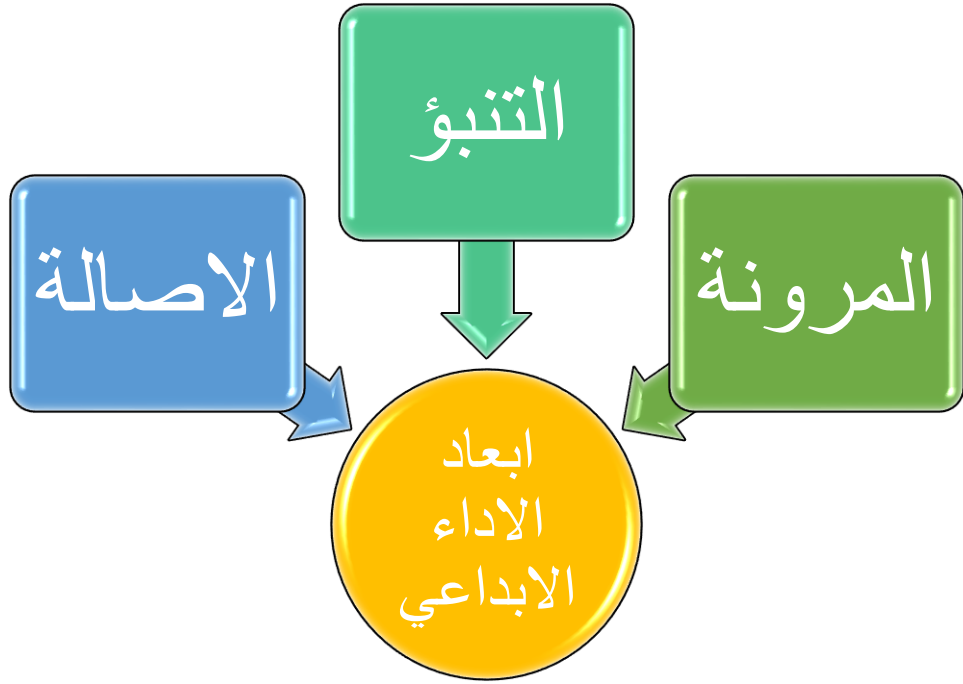 التنبؤ
المرونة
الاصالة
ابعاد
الاداء
الابداعي